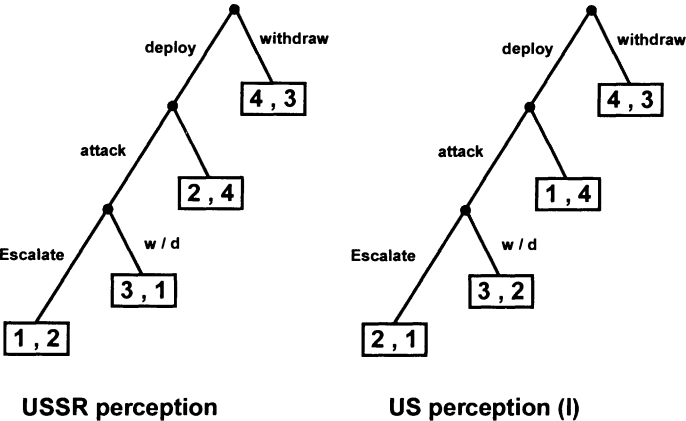 deploy withdraw
4 , 3
attack
2 , 4
Escalate w / d
3 , 1
1 , 2
USSR perception
deploy withdraw
4 , 3
attack
1 , 4
Escalate w / d
3 , 2
2 , 1
US perception (I)